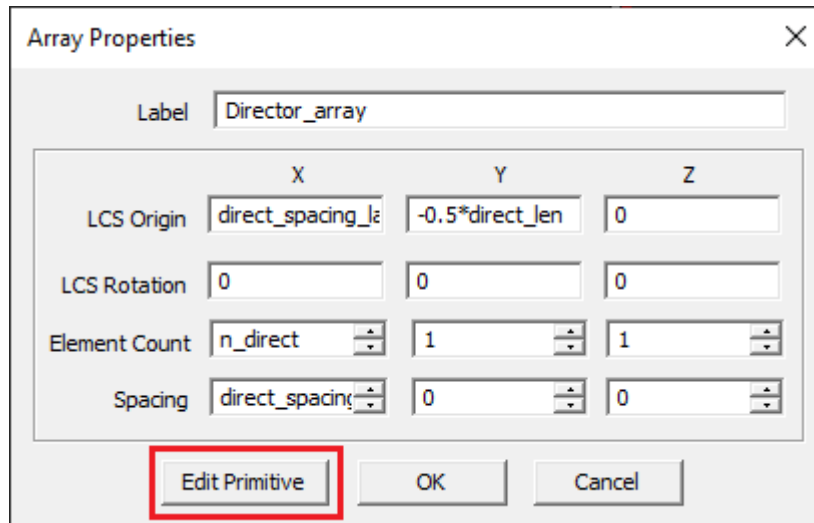 Array Properties
Label Director_array
X Y Z
LCS Origin direct_spacing_la -0.5*direct_len 0
LCS Rotation 0 0 0
Element Count n_direct 1 1
Spacing direct_spacing 0 0
Edit Primitive OK Cancel